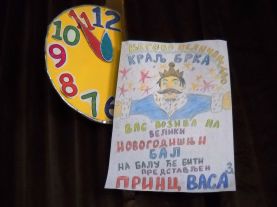 10
11
12
9
8
7
6
КРАЉ БРКА
ВАС ПОЗИВА НА
ВЕЛИКИ
НОВОГОДИШЊИ
БАЛ
НА БАЛУ ЋЕ БИТИ
ПРЕДСТАВЉЕН
ПРИНЦ ВАСА